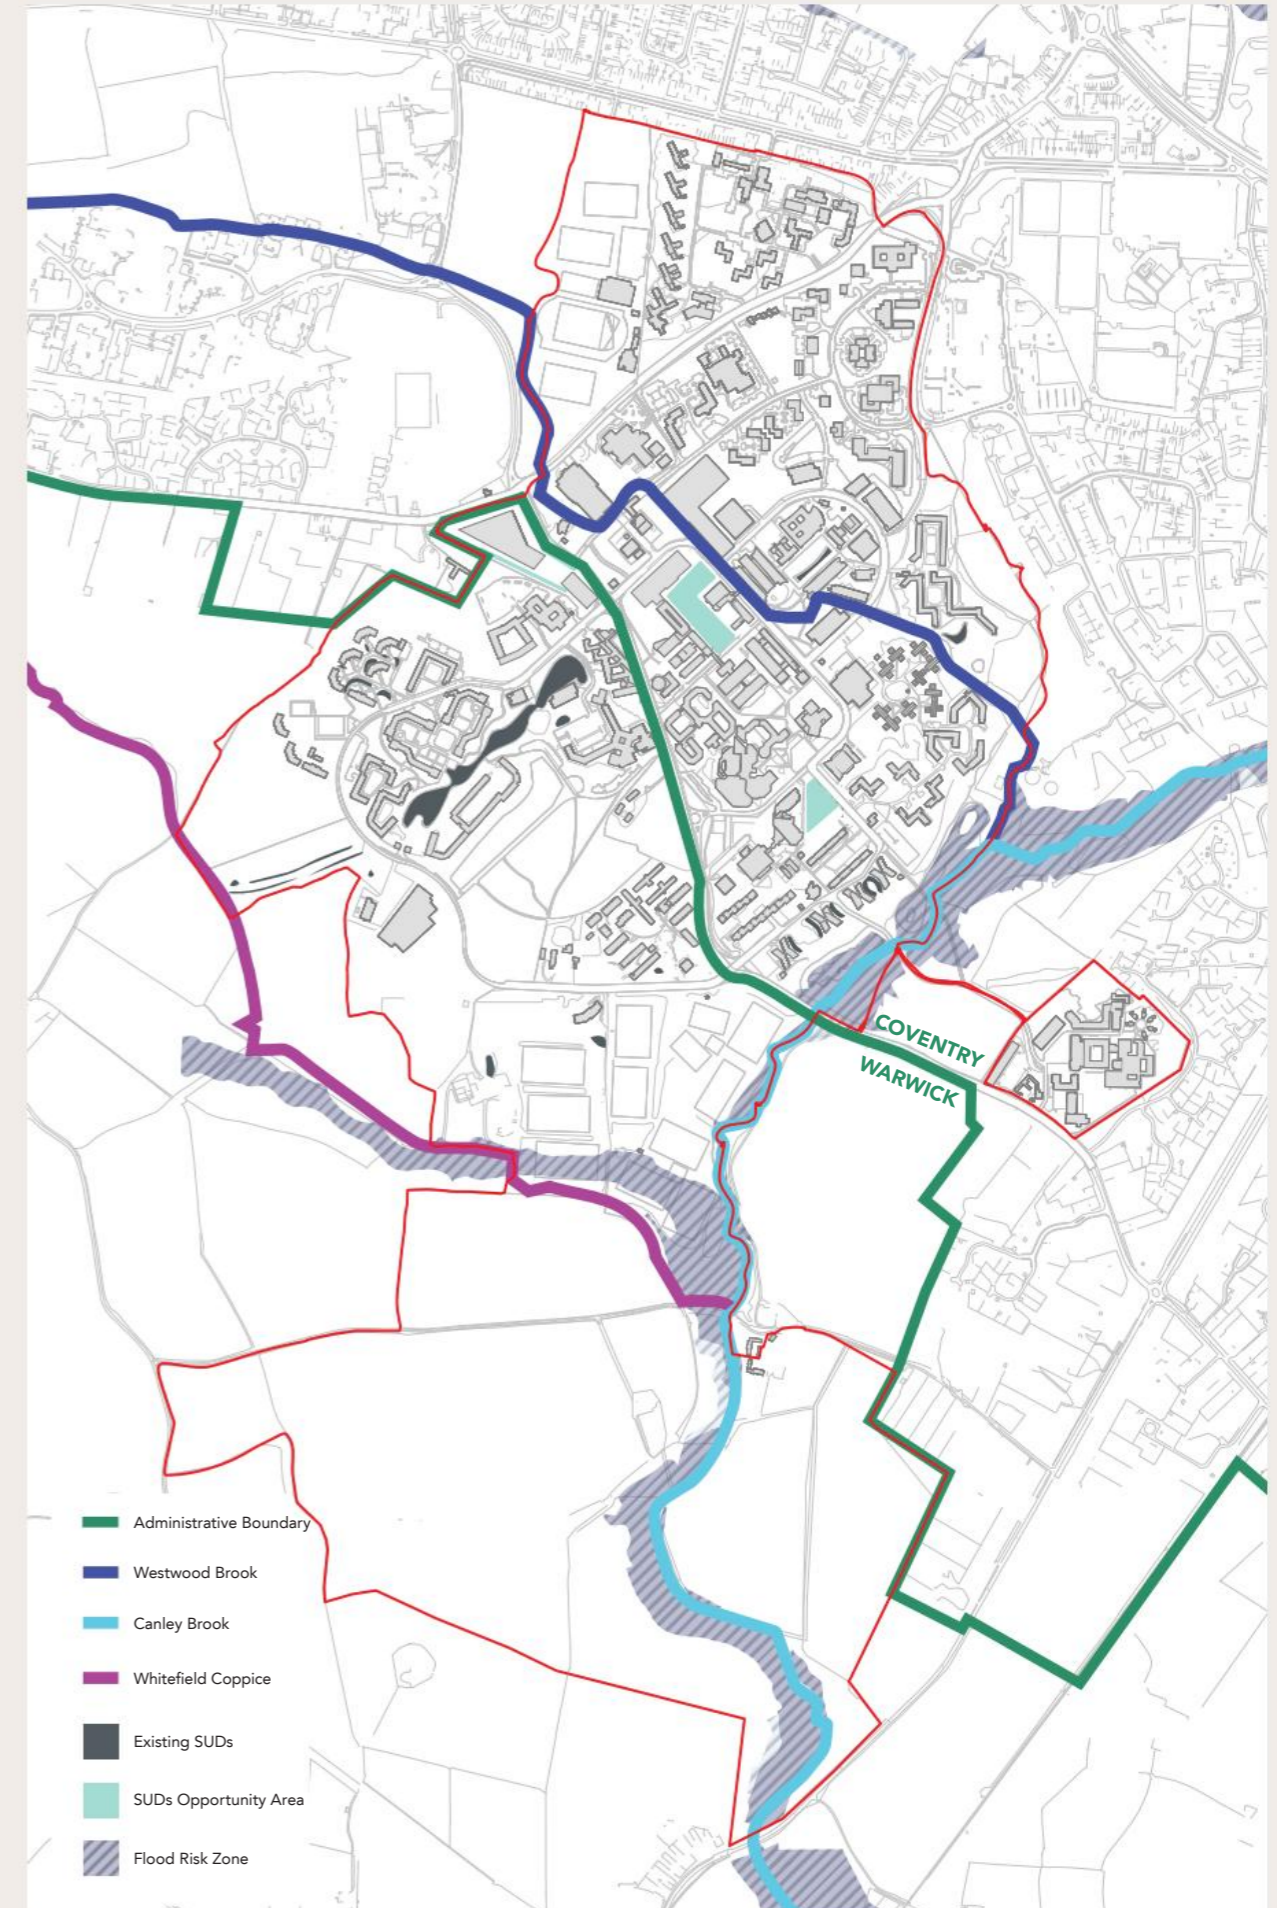 COVENTRY
WARWICK
Administrative Boundary
Westwood Brook
Canley Brook
Whitefield Coppice
Existing SUDs
SUDs Opportunity Area
Flood Risk Zone